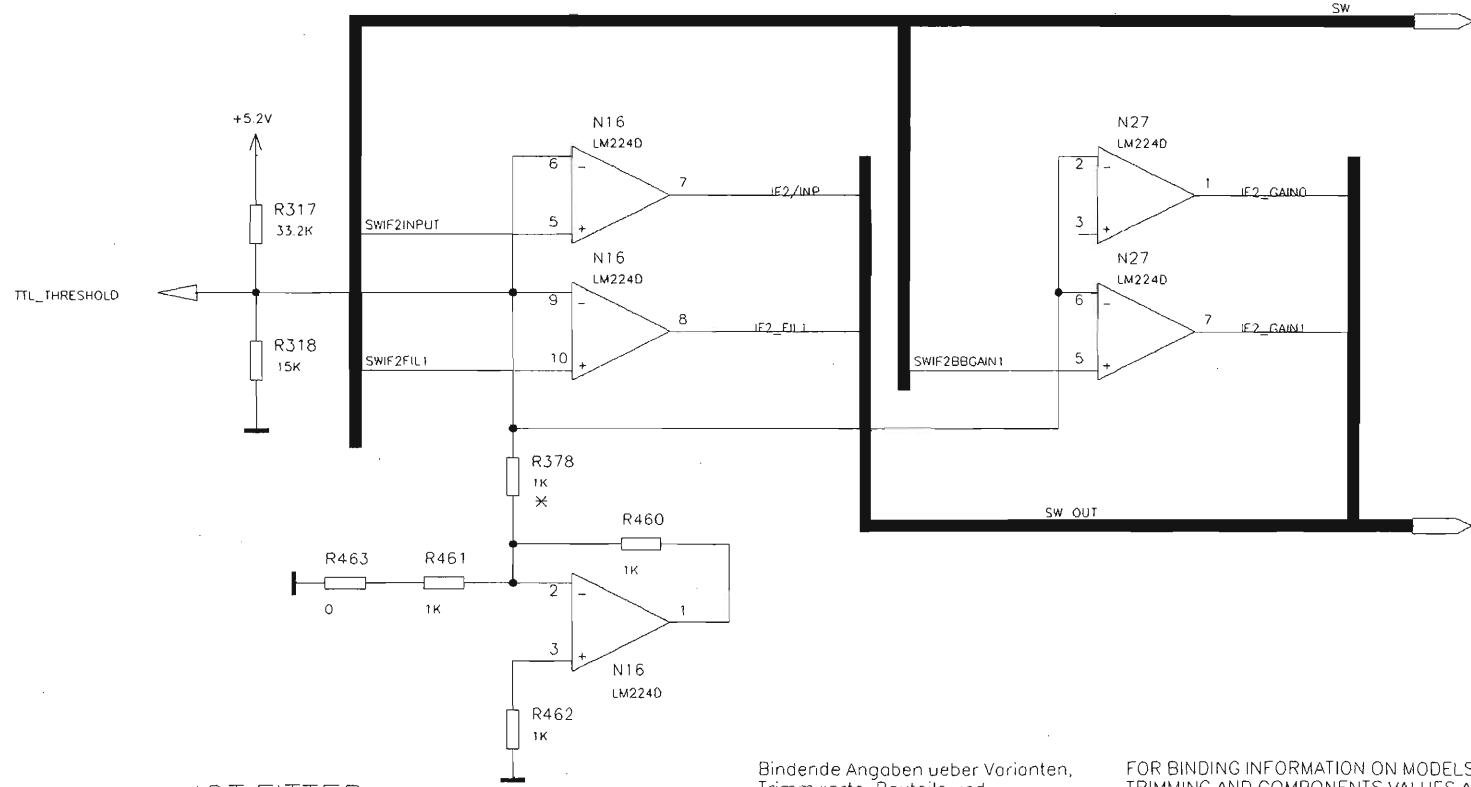 SW
+5.2V
N16
LM224D
N27
LM224D
6
7
IF2/INP
2
1
IF2_GAIN0
R317
33.2K
SWIF2INPUT
5
3
N16
LM224D
N27
LM224D
TTL_THRESHOLD
9
8
IF2_FIL1
6
7
IF2_GAIN1
R318
15K
SWIF2FIL1
10
SWIF2BBGAIN1
5
R378
1K
SW OUT
R460
1K
R463
0
R461
1K
2
1
3
N16
LM224D
R462
1K
Bindende Angaben ueber Varianten,
FOR BINDING INFORMATION ON MODELS